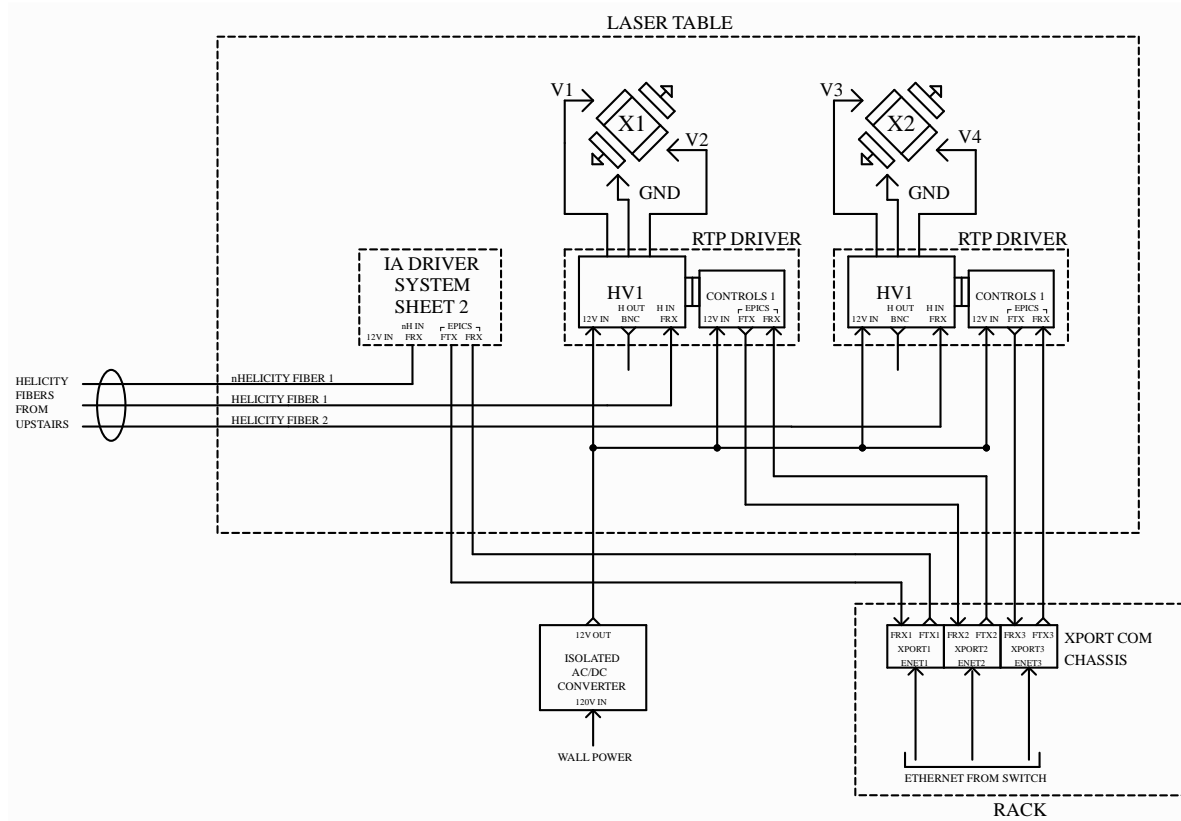 LASER TABLE
V1
X1
V2
GND
V3
X2
V4
GND
RTP DRIVER
RTP DRIVER
IA DRIVER
SYSTEM
SHEET 2
12V IN
nH IN
FRX
EPICS
FTX FRX
HV1
12V IN
H OUT
BNC
H IN
FRX
CONTROLS 1
12V IN
EPICS
FTX FRX
HV1
12V IN
H OUT
BNC
H IN
FRX
CONTROLS 1
12V IN
EPICS
FTX FRX
HELICITY
FIBERS
FROM
UPSTAIRS
nHELICITY FIBER 1
HELICITY FIBER 1
HELICITY FIBER 2
12V OUT
ISOLATED
AC/DC
CONVERTER
120V IN
WALL POWER
FRX1 FTX1
XPORT1
ENET1
FRX2 FTX2
XPORT2
ENET2
FRX3 FTX3
XPORT3
ENET3
XPORT COM
CHASSIS
ETHERNET FROM SWITCH
RACK